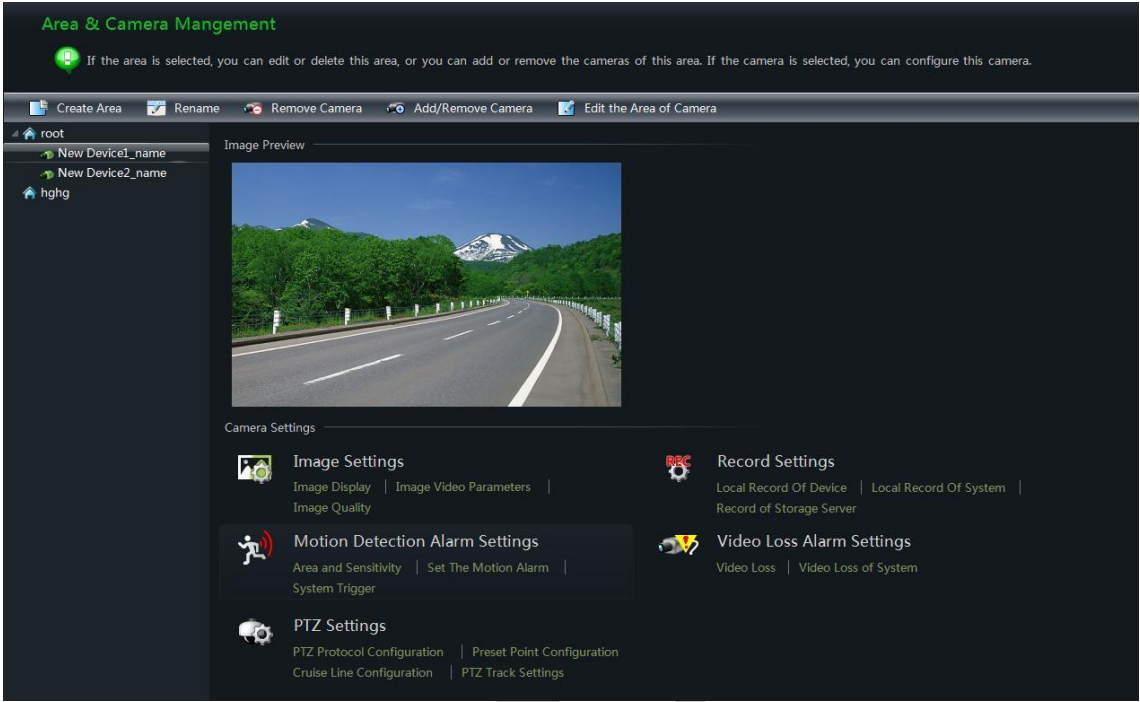 Area & Camera Mangement
If the area is selected, you can edit or delete this area, or you can add or remove the cameras of this area. If the camera is selected, you can configure this camera.
Create Area Rename Remove Camera Add/Remove Camera Edit the Area of Camera
root
New Device1_name
New Device2_name
hghg
Image Preview
Camera Settings
Image Settings
Image Display | Image Video Parameters |
Image Quality
REC
Record Settings
Local Record Of Device | Local Record Of System |
Record of Storage Server
Motion Detection Alarm Settings
Area and Sensitivity | Set The Motion Alarm |
System Trigger
Video Loss Alarm Settings
Video Loss | Video Loss of System
PTZ Settings
PTZ Protocol Configuration | Preset Point Configuration
Cruise Line Configuration | PTZ Track Settings